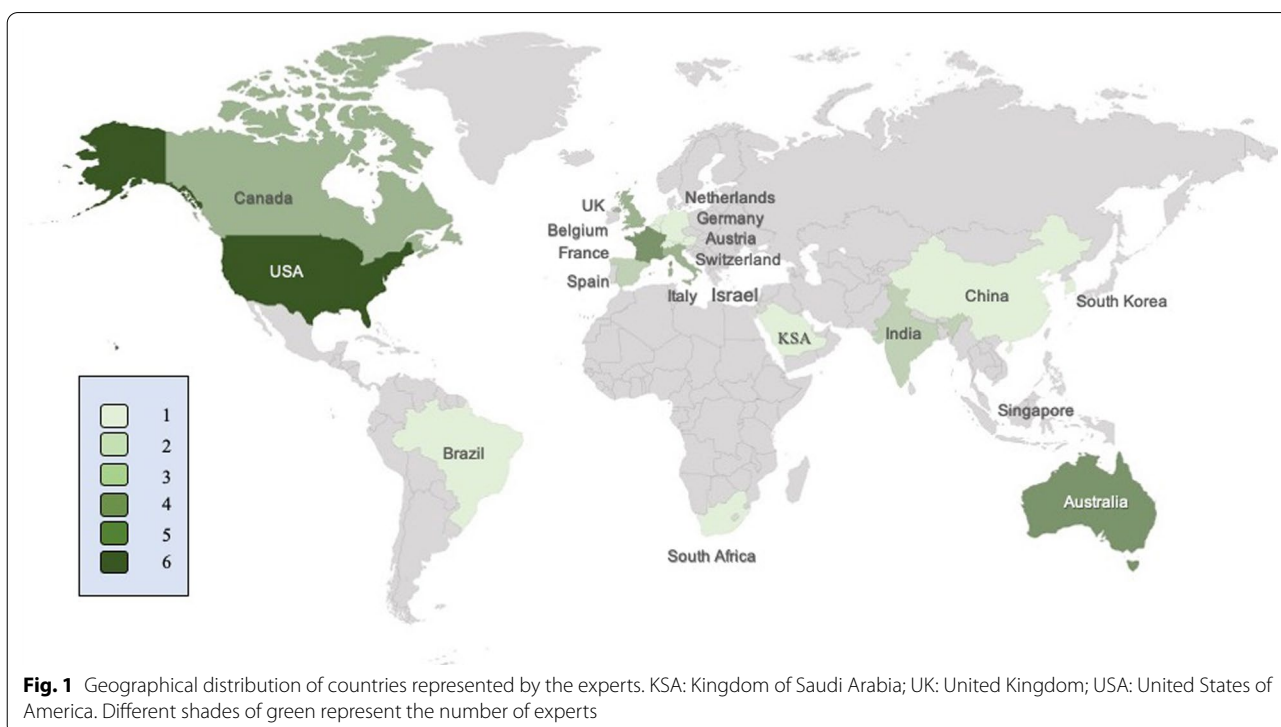 Canada
USA
UK
Belgium
France
Spain
Netherlands
Germany
Austria
Switzerland
Italy
Israel
KSA
China
South Korea
India
Singapore
Brazil
South Africa
Australia
1
2
3
4
5
6
Fig. 1 Geographical distribution of countries represented by the experts. KSA: Kingdom of Saudi Arabia; UK: United Kingdom; USA: United States of
America. Different shades of green represent the number of experts